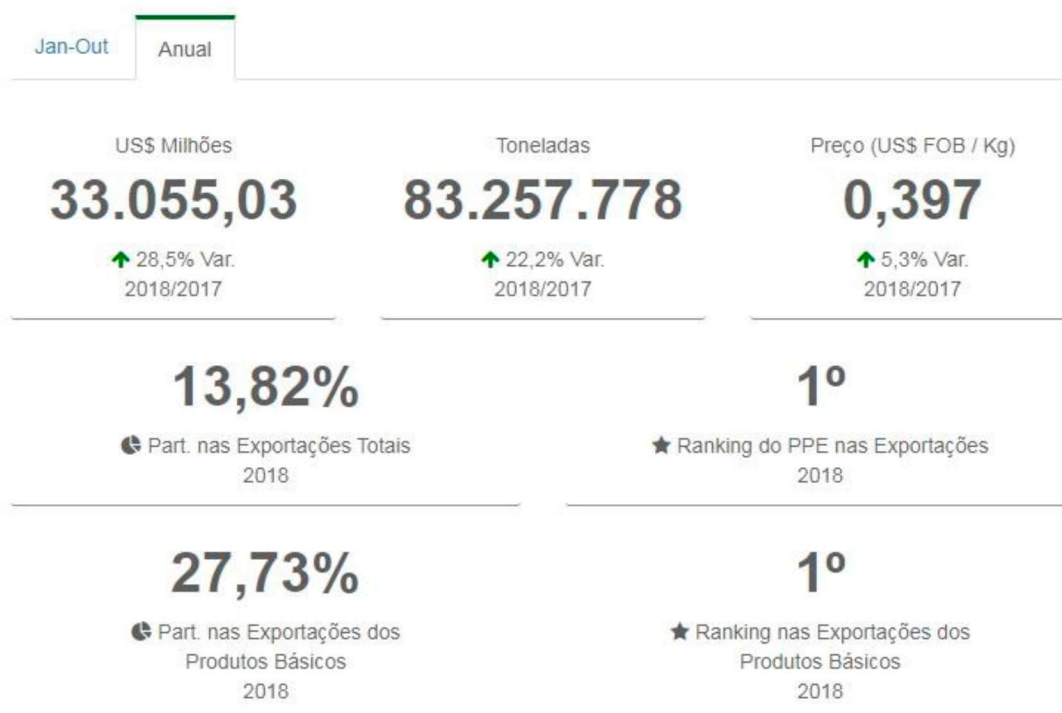 Jan-Out
Anual
US$ Milhões
Toneladas
Preço (US$ FOB / Kg)
33.055,03
83.257.778
0,397
28,5% Var.
22,2% Var.
5,3% Var.
2018/2017
2018/2017
2018/2017
13,82%
1º
Part. nas Exportações Totais
Ranking do PPE nas Exportações
2018
2018
27,73%
1º
Part. nas Exportações dos
Ranking nas Exportações dos
Produtos Básicos
Produtos Básicos
2018
2018